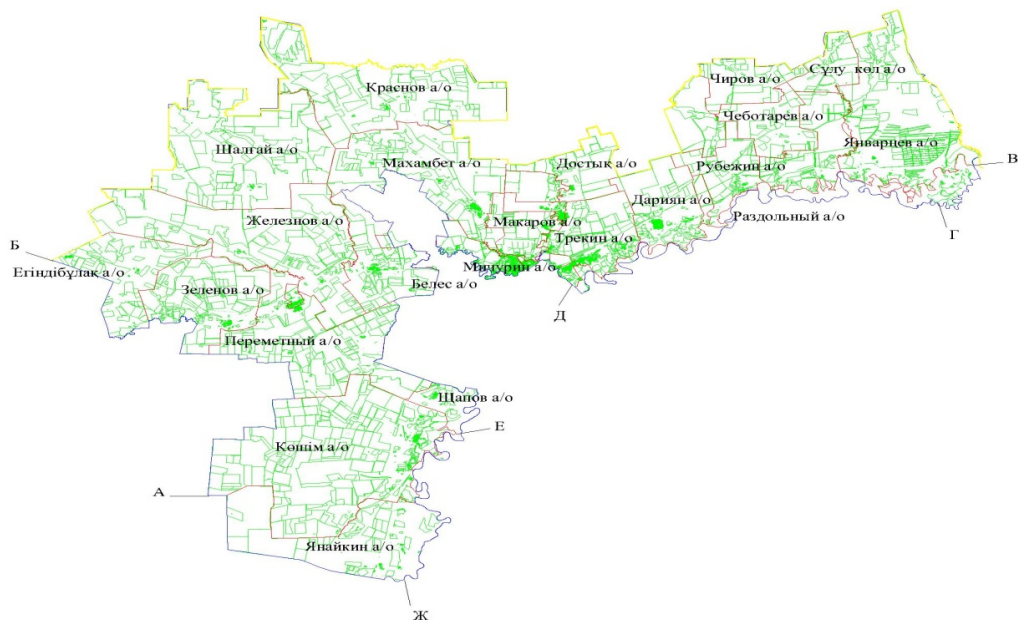 Сұлу көл а/о
Чиров а/о
Краснов а/о
Чеботарев а/о
Январцев а/о
Шалғай а/о
Махамбет а/о
Достық а/о
Рубежин а/о
В
Дариян а/о
Железнов а/о
Макаров а/о
Раздольный а/о
Г
Трекин а/о
Б
Егіндібұлақ а/о
Мичурин а/о
Белес а/о
Зеленов а/о
Д
Переметный а/о
Щапов а/о
Е
Көшім а/о
А
Янайкин а/о
Ж